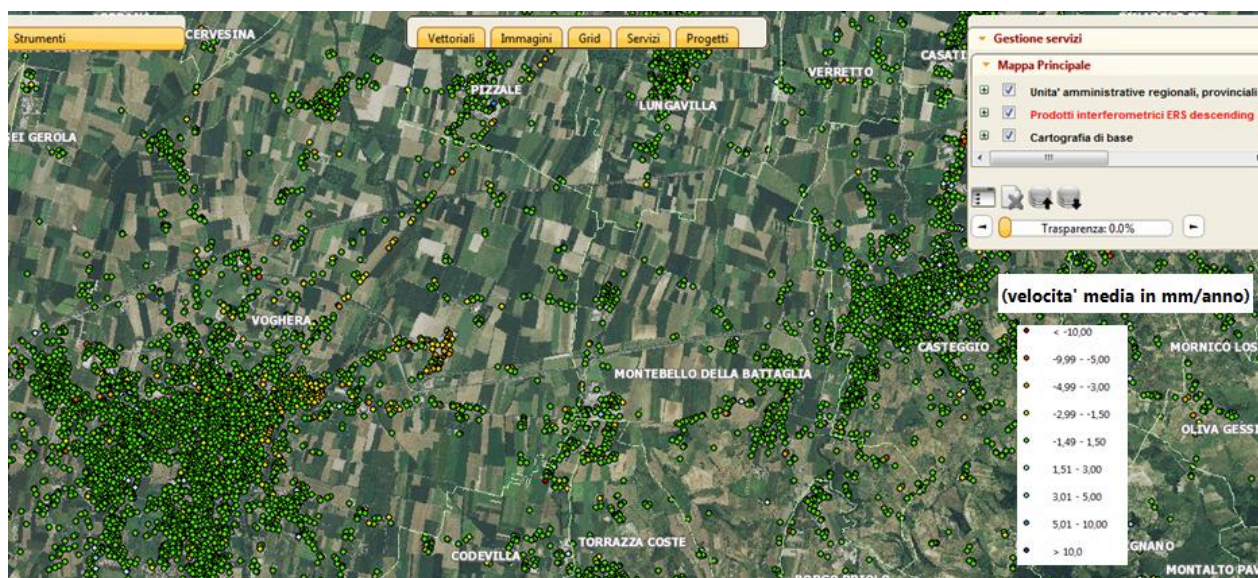 Strumenti
CERVESINA
Vettoriali
Immagini
Grid
Servizi
Progetti
Gestione servizi
CASATI
Mappa Principale
VERRETTO
PIZZALE
Unita' amministrative regionali, provinciali
LUNGAVILLA
Prodotti interferometrici ERS descending
SEI GEROLA
Cartografia di base
Trasparenza: 0.0%
(velocita' media in mm/anno)
VOGHERA
< -10,00
CASTEGGIO
MORNICO LOS
-9,99 - -5,00
MONTEBELLO DELLA BATTAGLIA
-4,99 - -3,00
-2,99 - -1,50
OLIVA GESSI
-1,49 - 1,50
1,51 - 3,00
3,01 - 5,00
5,01 - 10,00
TORRAZZA COSTE
CODEVILLA
> 10,0
IGNANO
MONTALTO PAV